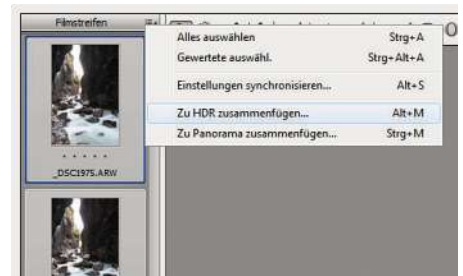 Filmstreifen
Alles auswählen Strg+A
Gewertete auswähl. Strg+Alt+A
Einstellungen synchronisieren... Alt+S
Zu HDR zusammenfügen... Alt+M
Zu Panorama zusammenfügen... Strg+M
_DSC1975.ARW